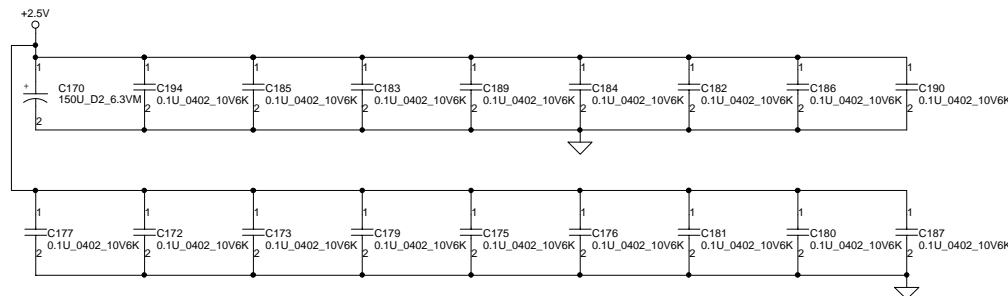 +2.5V
1 1 1 1 1 1 1 1 1
+ C170 C194 C185 C183 C189 C184 C182 C186 C190
150U_D2_6.3VM 0.1U_0402_10V6K 0.1U_0402_10V6K 0.1U_0402_10V6K 0.1U_0402_10V6K 0.1U_0402_10V6K 0.1U_0402_10V6K 0.1U_0402_10V6K 0.1U_0402_10V6K
2 2 2 2 2 2 2 2 2
1 1 1 1 1 1 1 1 1
C177 C172 C173 C179 C175 C176 C181 C180 C187
0.1U_0402_10V6K 0.1U_0402_10V6K 0.1U_0402_10V6K 0.1U_0402_10V6K 0.1U_0402_10V6K 0.1U_0402_10V6K 0.1U_0402_10V6K 0.1U_0402_10V6K 0.1U_0402_10V6K
2 2 2 2 2 2 2 2 2